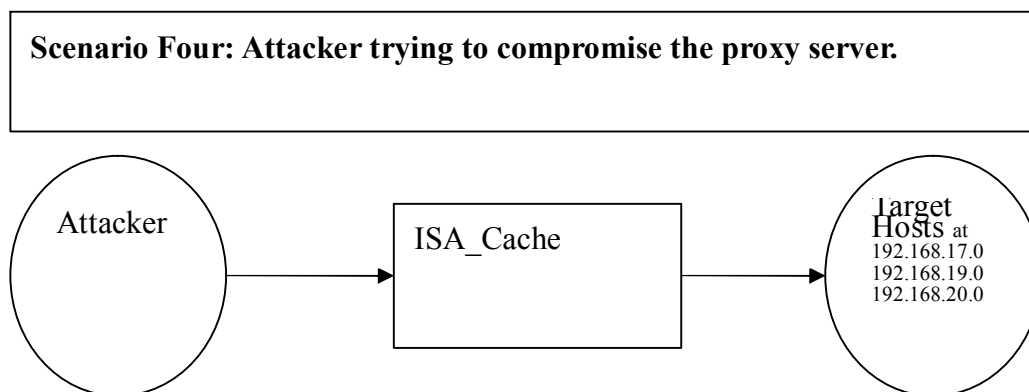 Scenario Four: Attacker trying to compromise the proxy server.
Attacker
ISA_Cache
Target
Hosts at
192.168.17.0
192.168.19.0
192.168.20.0